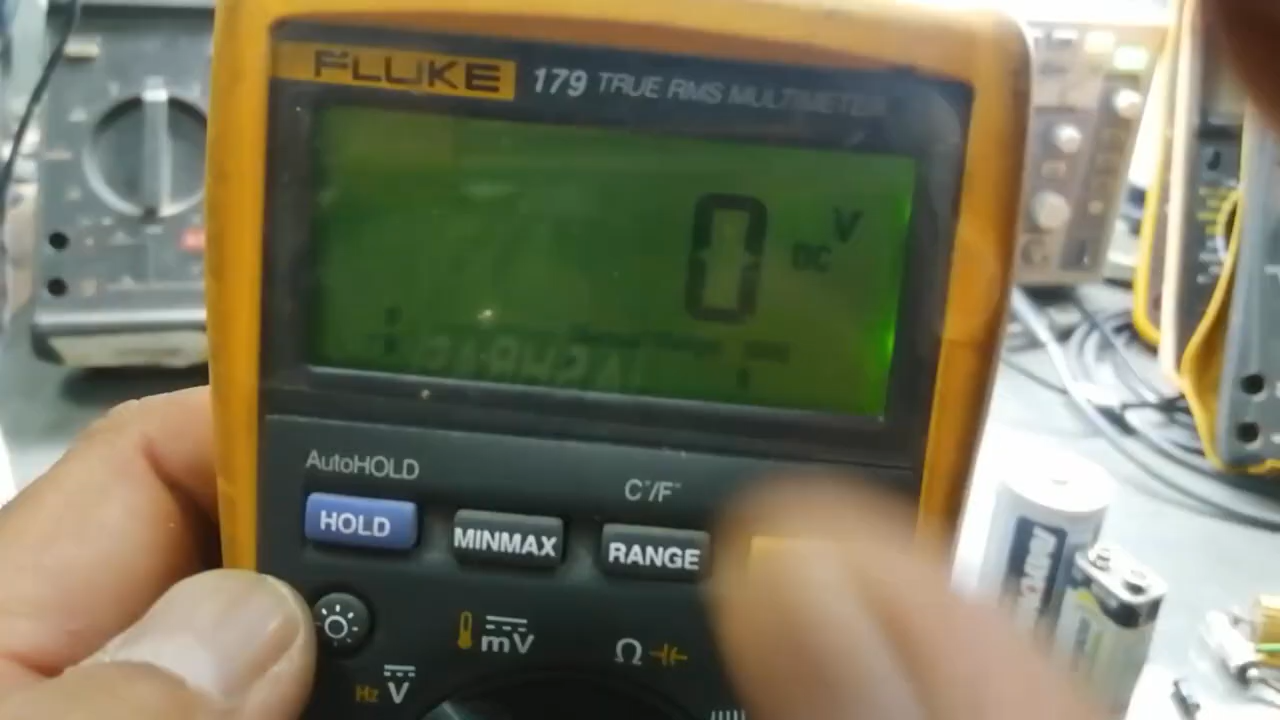 FLUKE 179 TRUE RMS MULTIMETER
0 DC V
AutoHOLD
C°/F°
HOLD MINMAX RANGE
mV Ω
Hz V